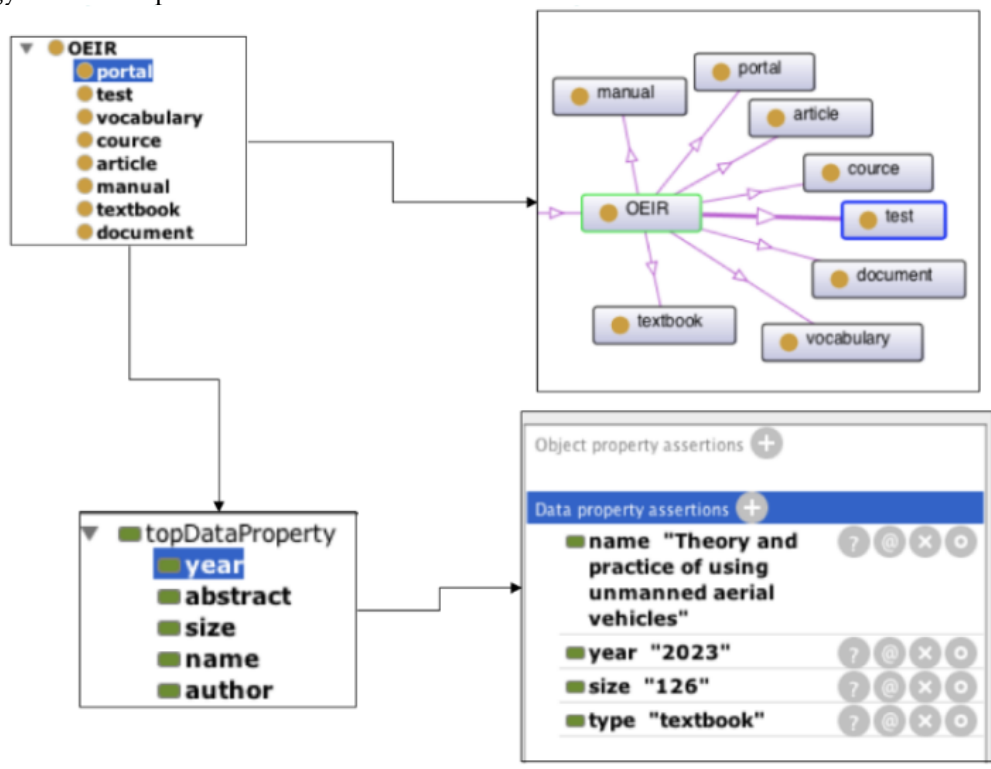 OEIR
portal
test
vocabulary
cource
article
manual
textbook
document
portal
manual
article
cource
OEIR
test
document
textbook
vocabulary
topDataProperty
year
abstract
size
name
author
Object property assertions
Data property assertions
name "Theory and
practice of using
unmanned aerial
vehicles"
year "2023"
size "126"
type "textbook"